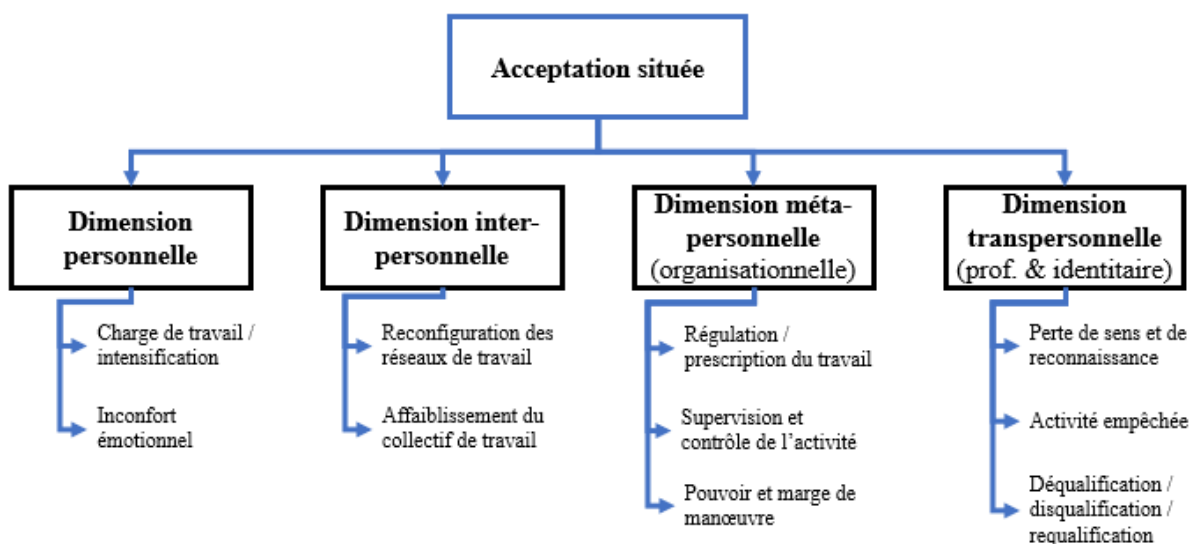 Acceptation située
Dimension
personnelle
Charge de travail /
intensification
Inconfort
émotionnel
Dimension inter-
personnelle
Reconfiguration des
réseaux de travail
Affaiblissement du
collectif de travail
Dimension méta-
personnelle
(organisationnelle)
Régulation /
prescription du travail
Supervision et
contrôle de l’activité
Pouvoir et marge de
manœuvre
Dimension
transpersonnelle
(prof. & identitaire)
Perte de sens et de
reconnaissance
Activité empêchée
Déqualification /
disqualification /
requalification